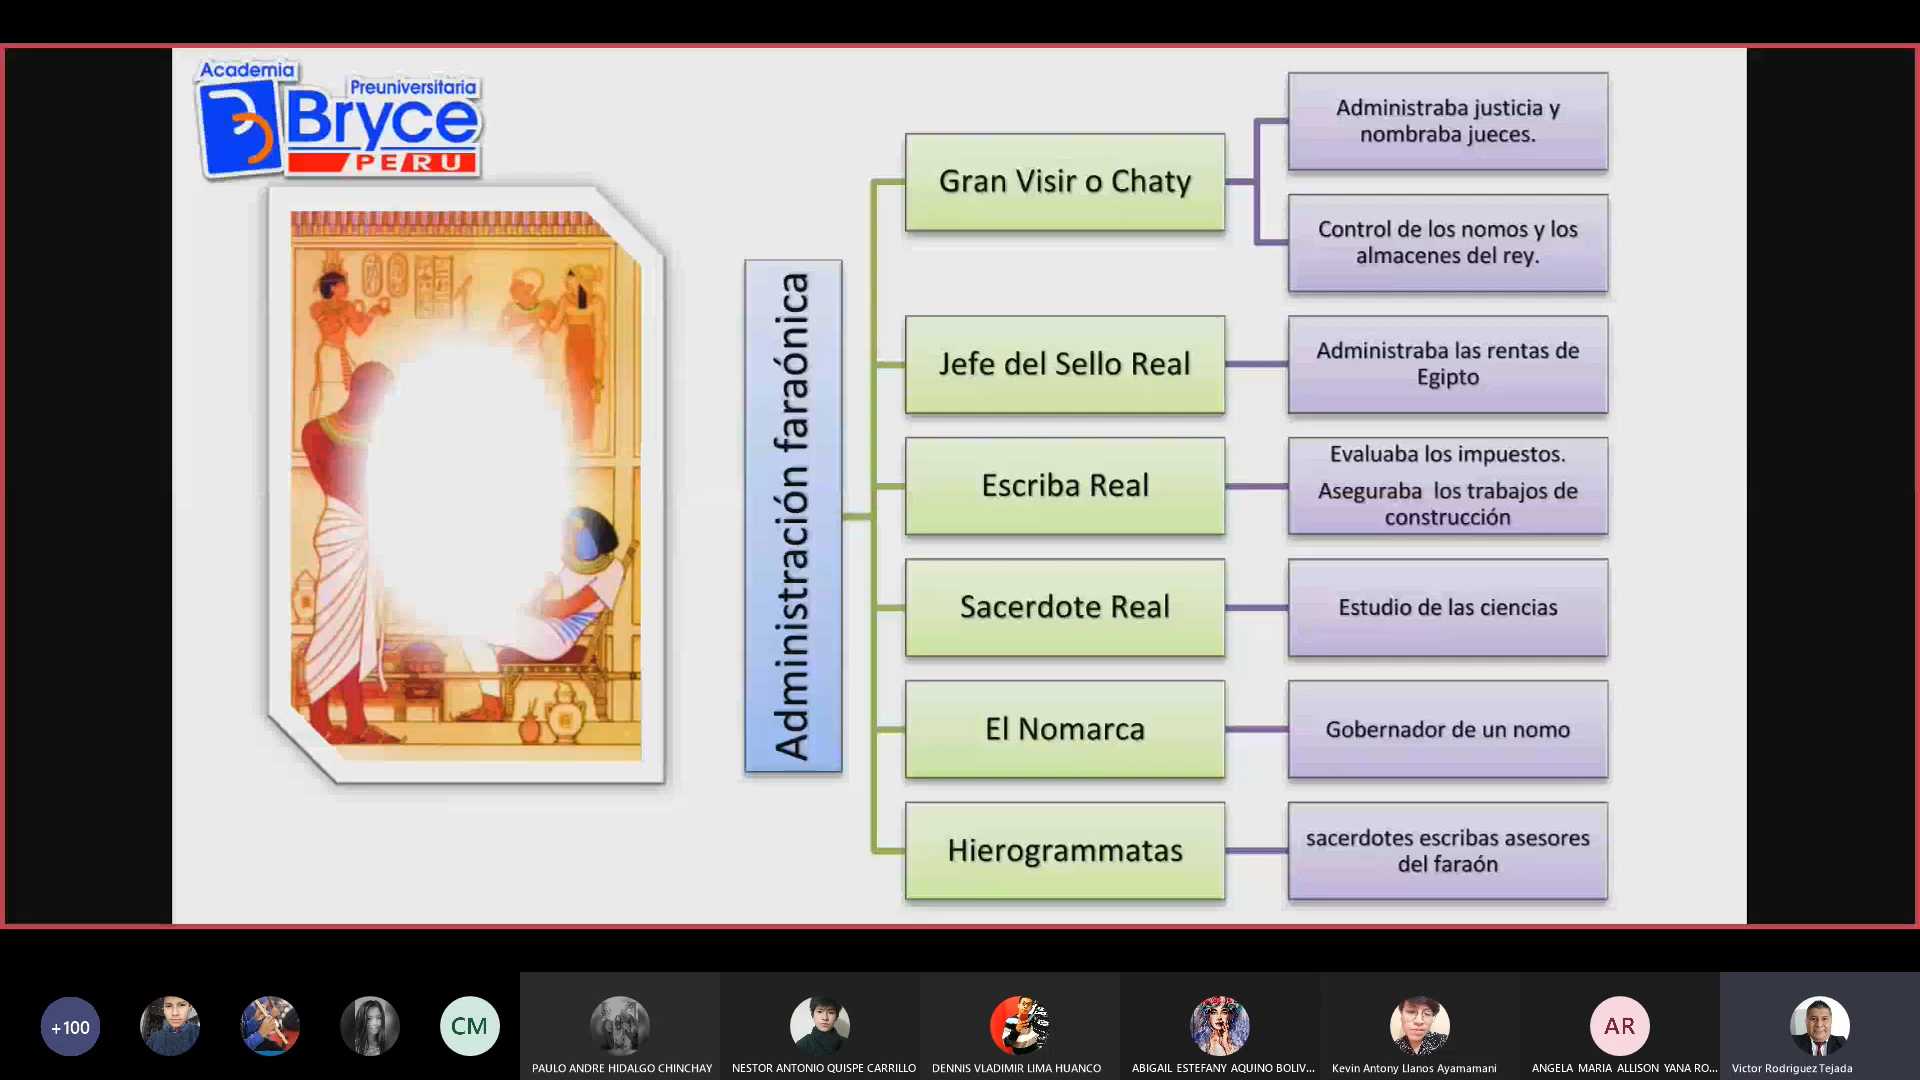 Academia
Preuniversitaria
Bryce
PERU
Administración faraónica
Gran Visir o Chaty
Administraba justicia y
nombraba jueces.
Control de los nomos y los
almacenes del rey.
Jefe del Sello Real
Administraba las rentas de
Egipto
Escriba Real
Evaluaba los impuestos.
Aseguraba los trabajos de
construcción
Sacerdote Real
Estudio de las ciencias
El Nomarca
Gobernador de un nomo
Hierogrammatas
sacerdotes escribas asesores
del faraón
+100
CM
AR
PAULO ANDRE HIDALGO CHINCHAY
NESTOR ANTONIO QUISPE CARRILLO
DENNIS VLADIMIR LIMA HUANCO
ABIGAIL ESTEFANY AQUINO BOLIV...
Kevin Antony Llanos Ayamamani
ANGELA MARIA ALLISON YANA RO...
Victor Rodriguez Tejada